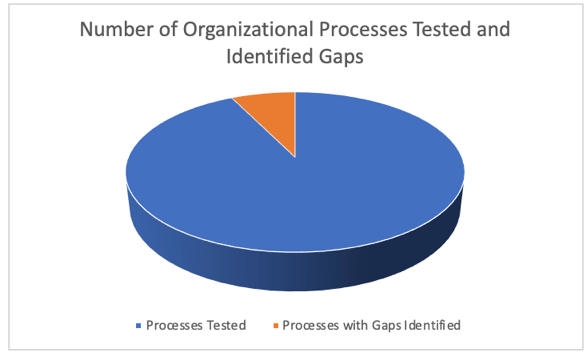 Number of Organizational Processes Tested and
Identified Gaps
Processes Tested
Processes with Gaps Identified